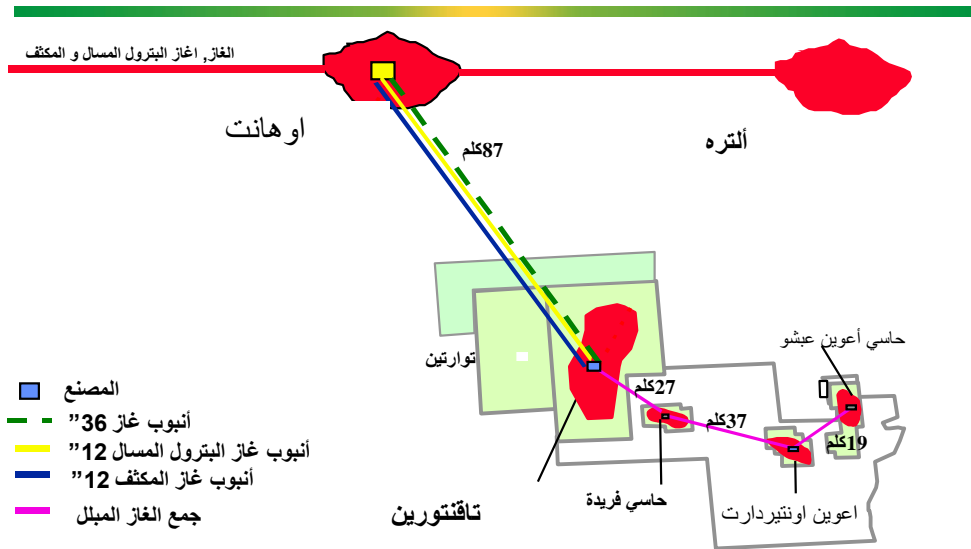 الغاز, اغاز البترول المسال و المكثف
اوهانت
ألتره
87كلم
توارتين
حاسي أعوين عبشو
27كلم
37كلم
19كلم
حاسي فريدة
اعوين اونتيردارت
تاقنتورين
المصنع
أنبوب غاز 36”
أنبوب غاز البترول المسال 12”
أنبوب غاز المكثف 12”
جمع الغاز المبلل